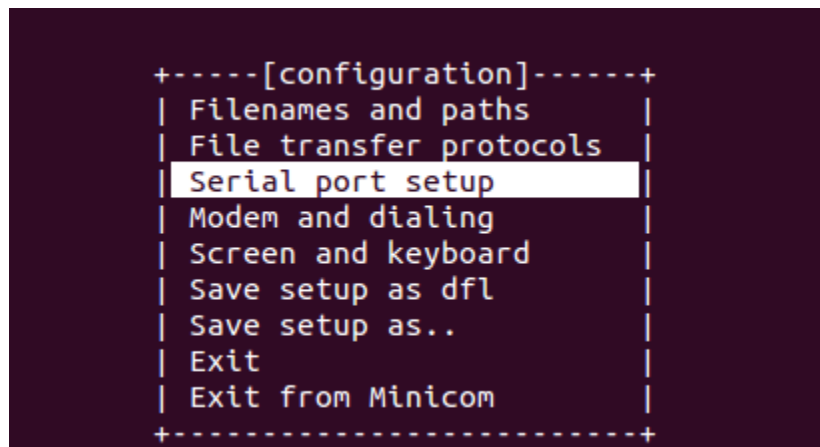 +-----[configuration]------+
| Filenames and paths      |
| File transfer protocols  |
| Serial port setup        |
| Modem and dialing        |
| Screen and keyboard      |
| Save setup as dfl        |
| Save setup as..          |
| Exit                     |
| Exit from Minicom        |
+--------------------------+